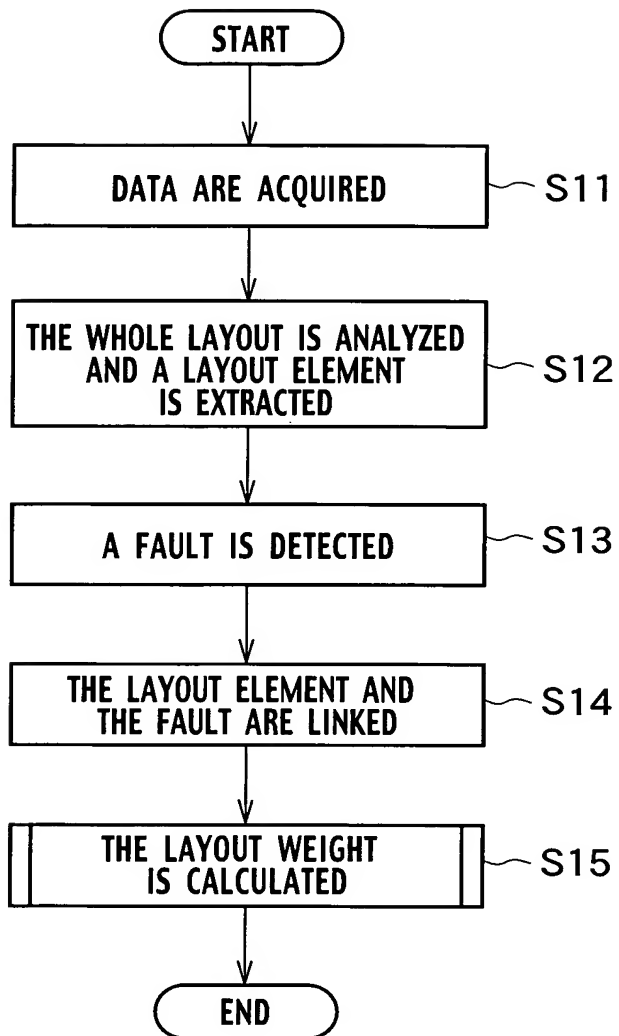 START
DATA ARE ACQUIRED
S11
THE WHOLE LAYOUT IS ANALYZED
AND A LAYOUT ELEMENT
IS EXTRACTED
S12
A FAULT IS DETECTED
S13
THE LAYOUT ELEMENT AND
THE FAULT ARE LINKED
S14
THE LAYOUT WEIGHT
IS CALCULATED
S15
END